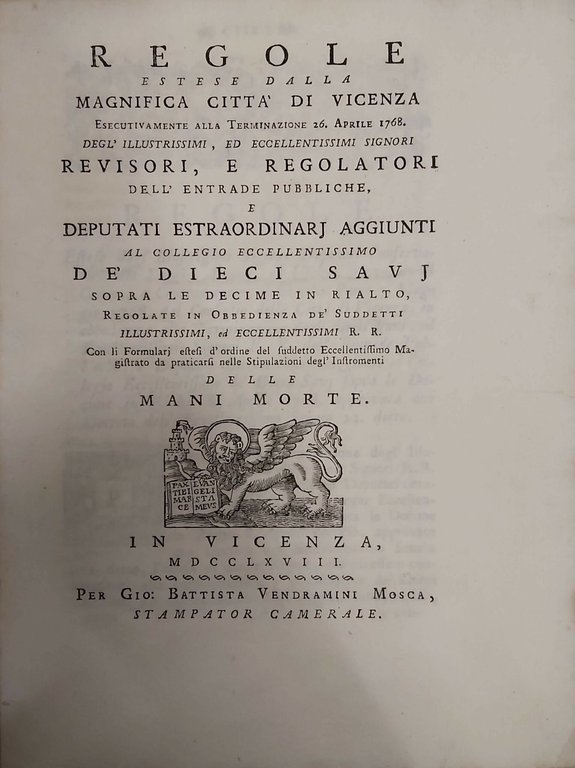 REGOLE
ESTESE DALLA
MAGNIFICA CITTA' DI VICENZA
ESECUTIVAMENTE ALLA TERMINAZIONE 26. APRILE 1768.
DEGL' ILLUSTRISSIMI, ED ECCELLENTISSIMI SIGNORI
REVISORI, E REGOLATORI
DELL' ENTRADE PUBBLICHE,
E
DEPUTATI ESTRAORDINARJ AGGIUNTI
AL COLLEGIO ECCELLENTISSIMO
DE' DIECI SAVJ
SOPRA LE DECIME IN RIALTO,
REGOLATE IN OBBEDIENZA DE' SUDDETTI
ILLUSTRISSIMI, ed ECCELLENTISSIMI R. R.
Con li Formularj eſteſi d'ordine del ſuddetto Eccellentiſſimo Ma-
giſtrato da praticarſi nelle Stipulazioni degl' Inſtromenti
DELLE
MANI MORTE.
PAX EVAN
TIBI GELI
MAR STA
CE MEVS
IN VICENZA,
MDCCLXVIII.
PER GIO: BATTISTA VENDRAMINI MOSCA,
STAMPATOR CAMERALE.